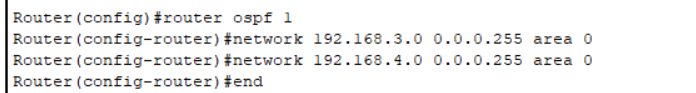 Router(config)#router ospf 1
Router(config-router)#network 192.168.3.0 0.0.0.255 area 0
Router(config-router)#network 192.168.4.0 0.0.0.255 area 0
Router(config-router)#end